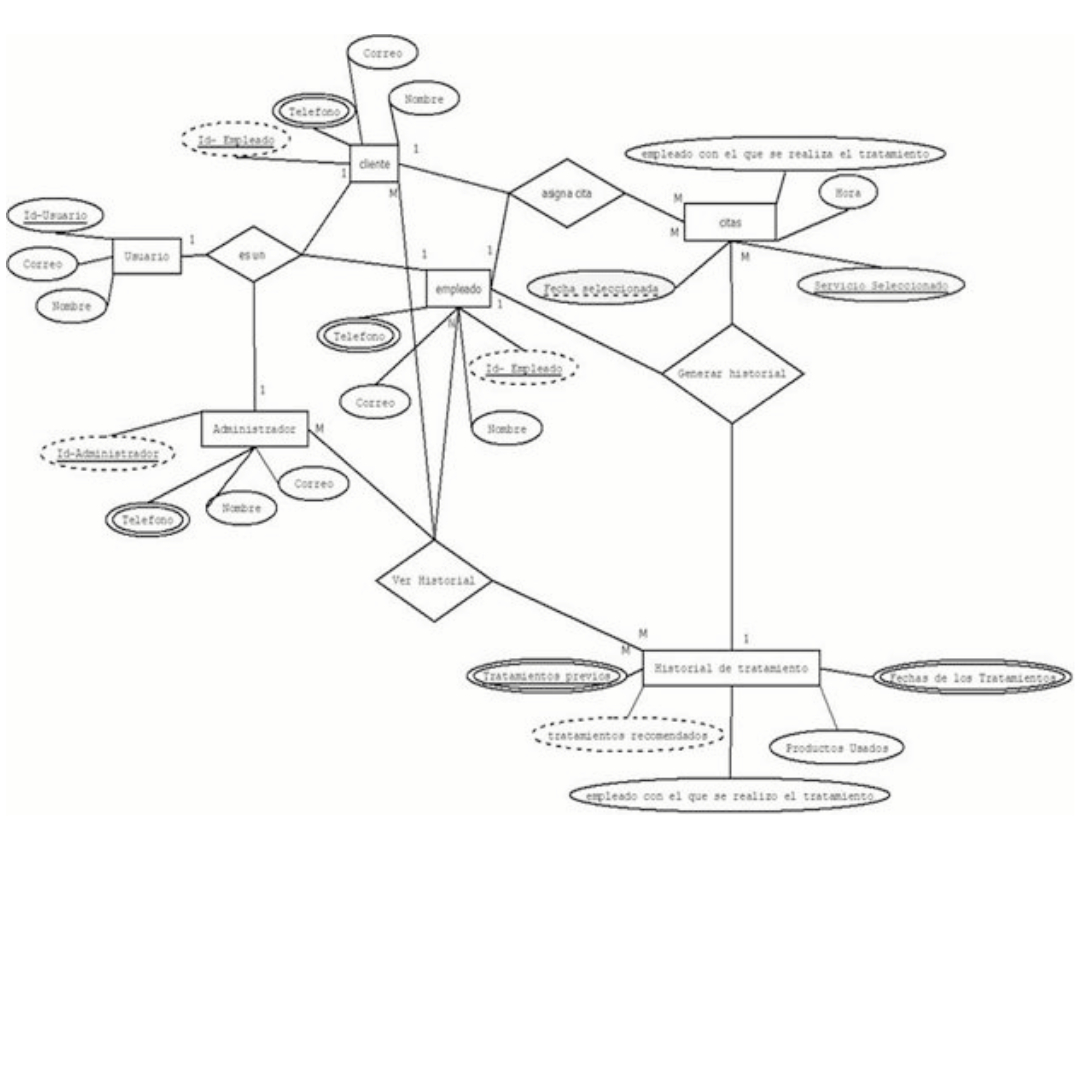 Correo
Nombre
Telefono
Id- Empleado
cliente
1
1
M
empleado con el que se realiza el tratamiento
Hora
asigna cita
M
citas
M
M
Id-Usuario
Correo
Nombre
Usuario
1
es un
1
1
empleado
1
M
Fecha seleccionada
Servicio Seleccionado
Telefono
Id- Empleado
Correo
Nombre
Generar historial
1
Administrador
M
Id-Administrador
Correo
Nombre
Telefono
Ver Historial
M
M
1
Historial de tratamiento
Tratamientos previos
Fechas de los Tratamientos
tratamientos recomendados
Productos Usados
empleado con el que se realizo el tratamiento